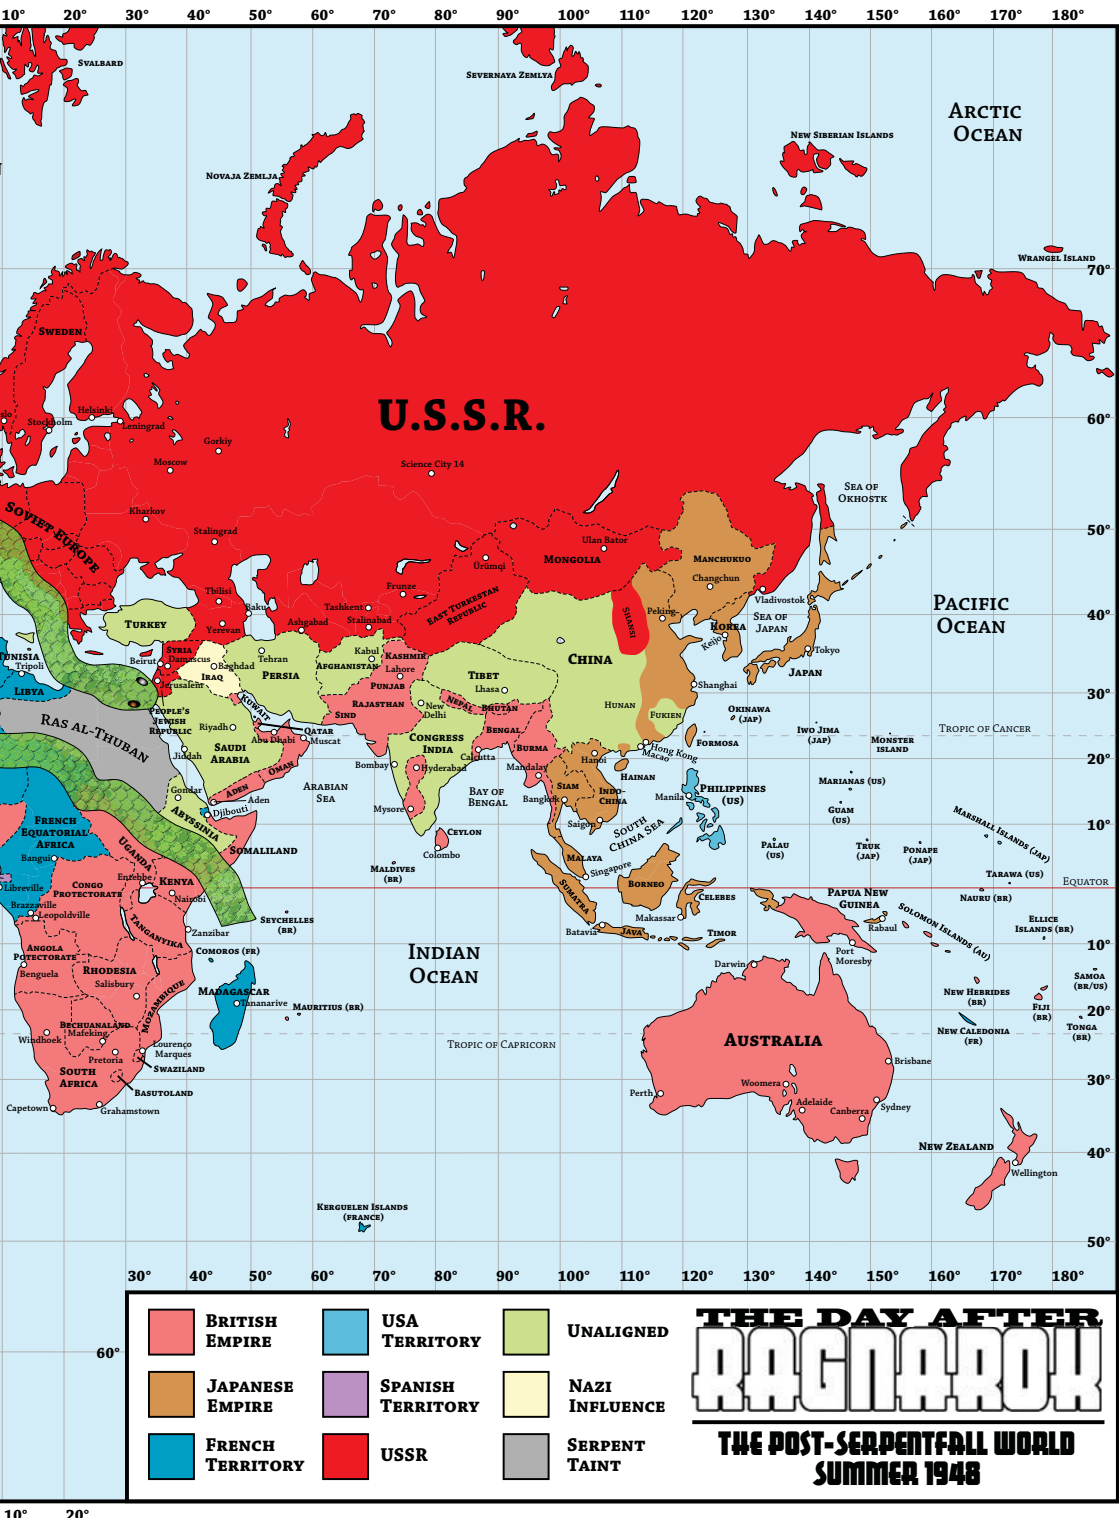 10° 20° 30° 40° 50° 60° 70° 80° 90° 100° 110° 120° 130° 140° 150° 160° 170° 180°
Svalbard
Severnaya Zemlya
Arctic
Ocean
New Siberian Islands
Novaja Zemlja
Wrangel Island
70°
Sweden
U.S.S.R.
60°
Helsinki
Stockholm
Leningrad
Gorkiy
Moscow
Science City 14
Sea of
Okhostk
Soviet Europe
Kharkov
Stalingrad
50°
Ulan Bator
Mongolia
Manchukuo
Urumqi
Changchun
Tbilisi
Frunze
Baku
Tashkent
East Turkestan
Republic
Shansi
Peking
Vladivostok
Pacific
Ocean
40°
Turkey
Yerevan
Ashgabad
Stalinabad
Korea
Keijo
Sea of
Japan
Tunisia
Tripoli
Beirut
Syria
Damascus
Baghdad
Iraq
Tehran
Kabul
Kashmir
Afghanistan
Lahore
China
Tokyo
Japan
Libya
Jerusalem
Persia
Punjab
Tibet
Lhasa
Shanghai
30°
Ras al-Thuban
People's
Jewish
Republic
Kuwait
Sind
Rajasthan
New
Delhi
Nepal
Bhutan
Hunan
Fukien
Okinawa
(Jap)
Riyadh
Qatar
Abu Dhabi
Muscat
Congress
India
Bengal
Iwo Jima
(Jap)
Monster
Island
Tropic of Cancer
Jiddah
Saudi
Arabia
Oman
Bombay
Hyderabad
Calcutta
Burma
Mandalay
Hanoi
Hong Kong
Macao
Formosa
20°
Gondar
Aden
Aden
Arabian
Sea
Bay of
Bengal
Siam
Bangkok
Indo-
China
Hainan
Manila
Philippines
(US)
Marianas (US)
Djibouti
Abyssinia
Mysore
Saigon
South
China Sea
Guam
(US)
10°
French
Equatorial
Africa
Somaliland
Ceylon
Colombo
Palau
(US)
Truk
(Jap)
Ponape
(Jap)
Marshall Islands (Jap)
Bangui
Uganda
Maldives
(BR)
Malaya
Singapore
Tarawa (US)
Equator
Libreville
Congo
Protectorate
Entebbe
Kenya
Nairobi
Sumatra
Borneo
Celebes
Papua New
Guinea
Nauru (BR)
Brazzaville
Leopoldville
Tanganyika
Zanzibar
Seychelles
(BR)
Makassar
Batavia
Java
Timor
Rabaul
Solomon Islands (AU)
Ellice
Islands (BR)
10°
Angola
Potectorate
Benguela
Comoros (FR)
Indian
Ocean
Darwin
Port
Moresby
Rhodesia
Salisbury
Mozambique
Madagascar
Tananarive
Mauritius (BR)
New Hebrides
(BR)
Samoa
(BR/US)
Fiji
(BR)
20°
Bechuanaland
Windhoek
Mafeking
Pretoria
Lourenço
Marques
Tropic of Capricorn
Australia
New Caledonia
(FR)
Tonga
(BR)
South
Africa
Swaziland
Basutoland
Brisbane
30°
Capetown
Grahamstown
Perth
Woomera
Adelaide
Canberra
Sydney
New Zealand
40°
Wellington
Kerguelen Islands
(France)
50°
30° 40° 50° 60° 70° 80° 90° 100° 110° 120° 130° 140° 150° 160° 170° 180°
60°
British
Empire
USA
Territory
Unaligned
Japanese
Empire
Spanish
Territory
Nazi
Influence
French
Territory
USSR
Serpent
Taint
The Day After
Ragnarok
The Post-Serpentfall World
Summer 1948
10° 20°